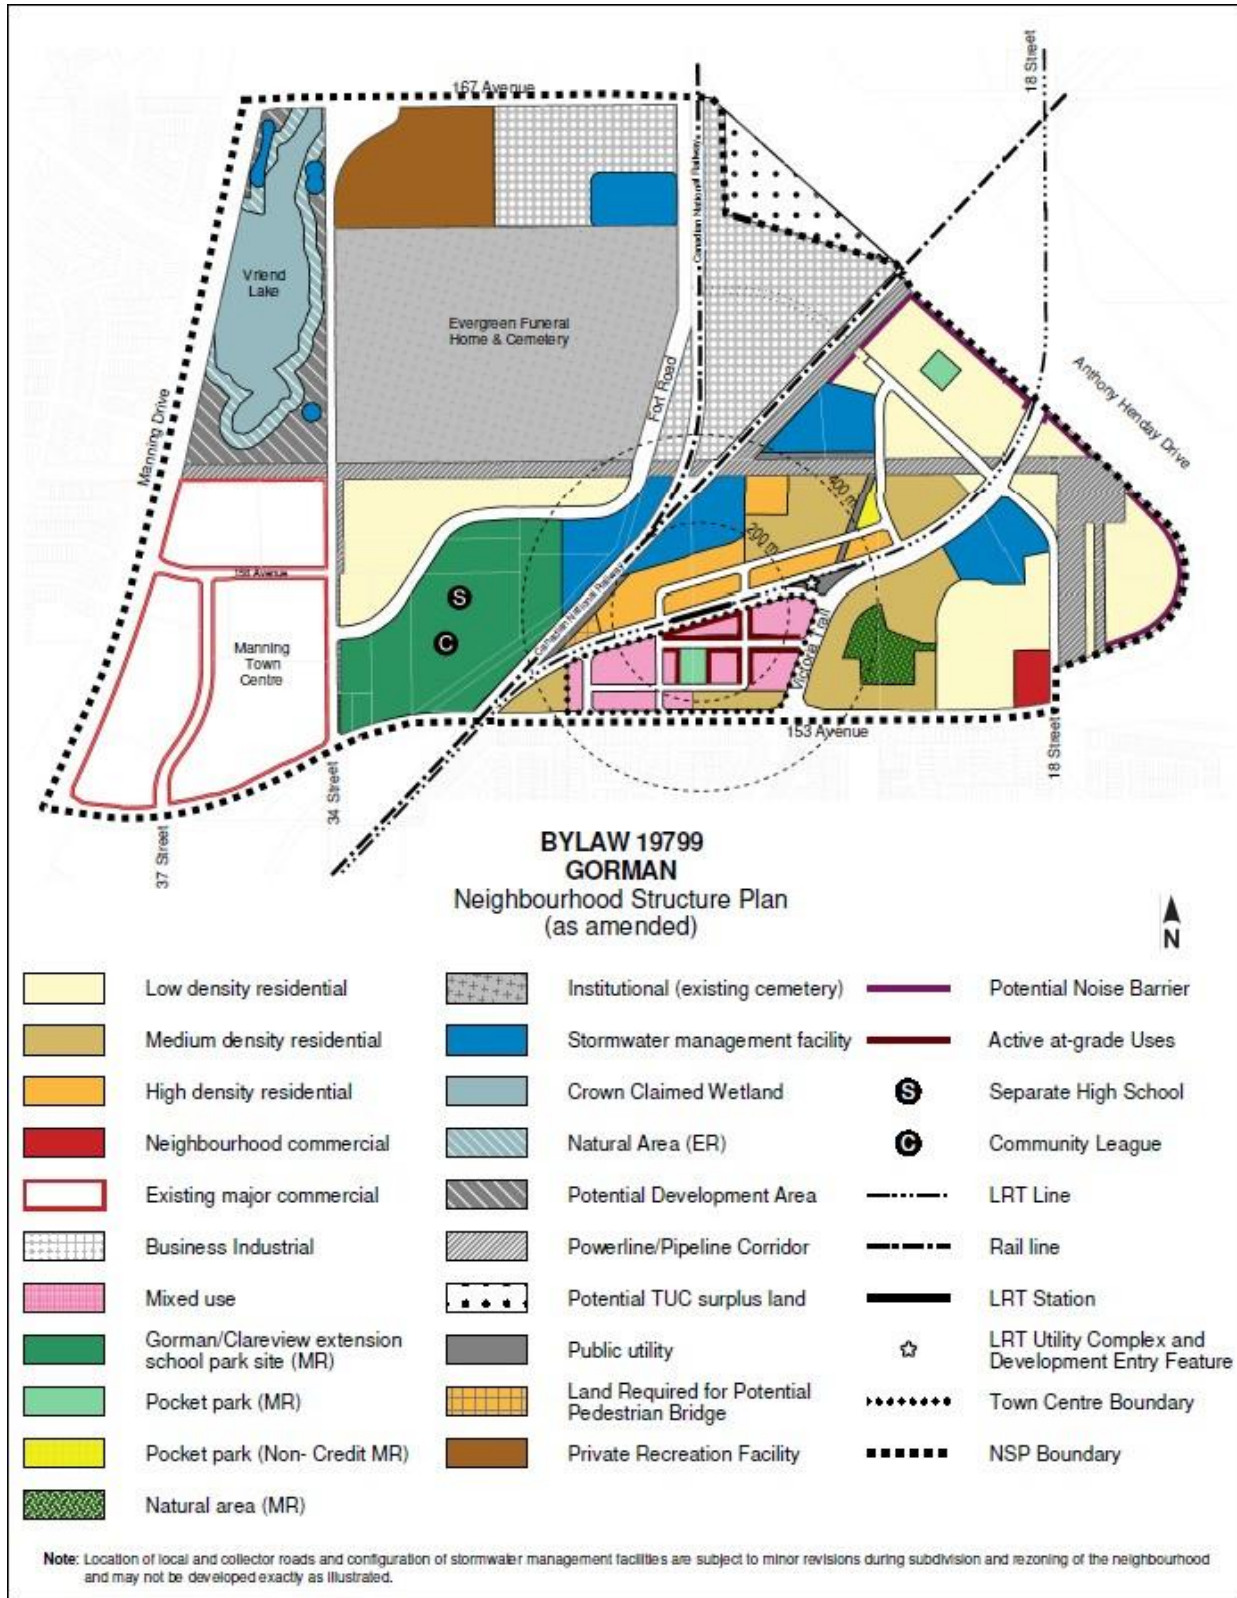 167 Avenue
18 Street
Canadian National Railway
Vriend
Lake
Evergreen Funeral
Home & Cemetery
Fort Road
Manning Drive
Anthony Henday Drive
400 m
200 m
Canadian National Railway
S
C
Manning
Town
Centre
Victoria Trail
153 Avenue
18 Street
34 Street
37 Street
BYLAW 19799
GORMAN
Neighbourhood Structure Plan
(as amended)
N
Low density residential
Medium density residential
High density residential
Neighbourhood commercial
Existing major commercial
Business Industrial
Mixed use
Gorman/Clareview extension
school park site (MR)
Pocket park (MR)
Pocket park (Non- Credit MR)
Natural area (MR)
Institutional (existing cemetery)
Stormwater management facility
Crown Claimed Wetland
Natural Area (ER)
Potential Development Area
Powerline/Pipeline Corridor
Potential TUC surplus land
Public utility
Land Required for Potential
Pedestrian Bridge
Private Recreation Facility
Potential Noise Barrier
Active at-grade Uses
S Separate High School
C Community League
LRT Line
Rail line
LRT Station
LRT Utility Complex and
Development Entry Feature
Town Centre Boundary
NSP Boundary
Note: Location of local and collector roads and configuration of stormwater management facilities are subject to minor revisions during subdivision and rezoning of the neighbourhood
and may not be developed exactly as illustrated.